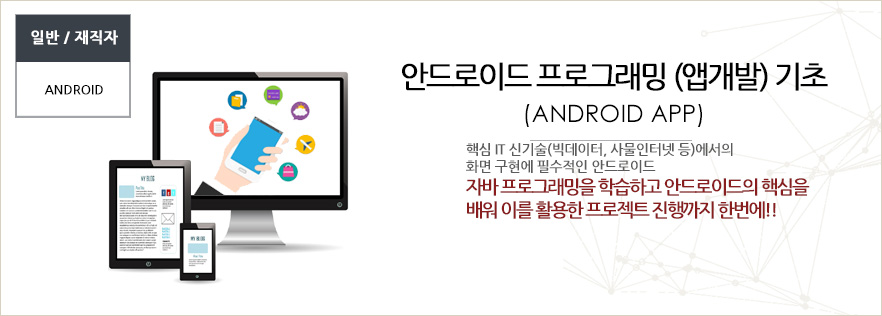 일반 / 재직자
ANDROID
안드로이드 프로그래밍 (앱개발) 기초
(ANDROID APP)
핵심 IT 신기술(빅데이터, 사물인터넷 등)에서의
화면 구현에 필수적인 안드로이드
자바 프로그래밍을 학습하고 안드로이드의 핵심을
배워 이를 활용한 프로젝트 진행까지 한번에!!
MY BLOG
MY BLOG